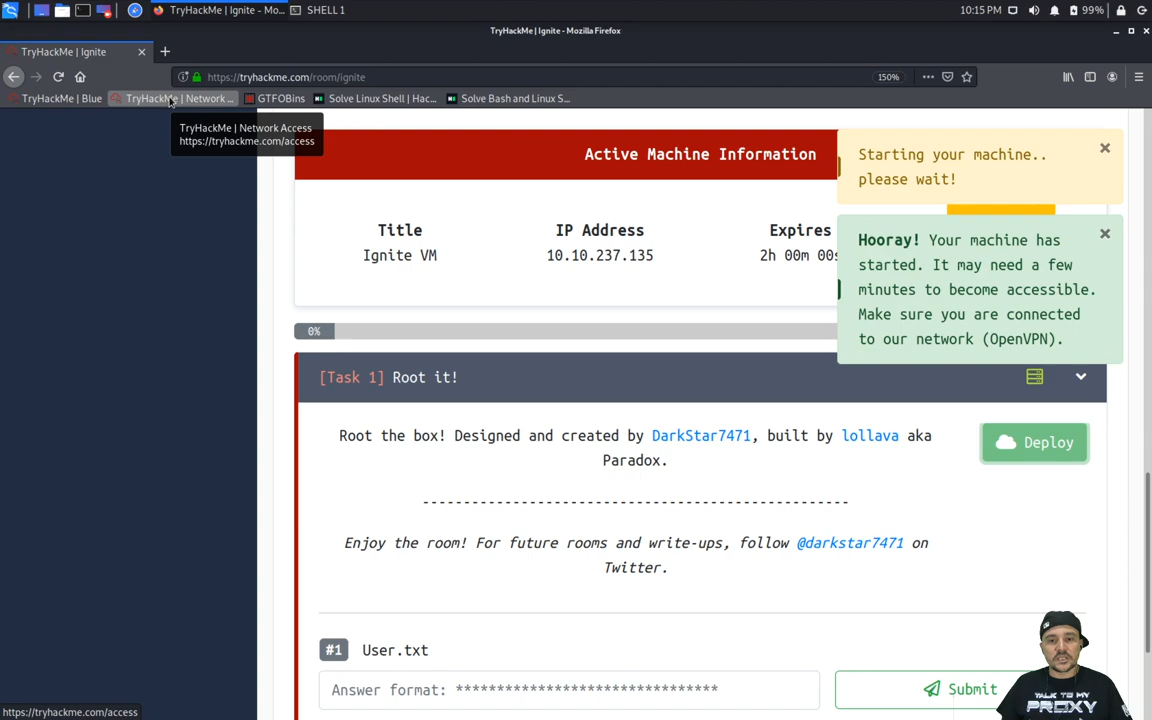 TryHackMe | Ignite - Mo...
SHELL 1
10:15 PM
99%
TryHackMe | Ignite - Mozilla Firefox
TryHackMe | Ignite
https://tryhackme.com/room/ignite
150%
TryHackMe | Blue
TryHackMe | Network ...
GTFOBins
Solve Linux Shell | Hac...
Solve Bash and Linux S...
TryHackMe | Network Access
https://tryhackme.com/access
Active Machine Information
Starting your machine..
please wait!
Title
IP Address
Expires
Ignite VM
10.10.237.135
2h 00m 00s
Hooray! Your machine has
started. It may need a few
minutes to become accessible.
Make sure you are connected
to our network (OpenVPN).
0%
[Task 1] Root it!
Root the box! Designed and created by DarkStar7471, built by lollava aka
Paradox.
Deploy
----------------------------------------------------
Enjoy the room! For future rooms and write-ups, follow @darkstar7471 on
Twitter.
#1 User.txt
Answer format: ********************************
Submit
TALK TO MY
PROXY
https://tryhackme.com/access